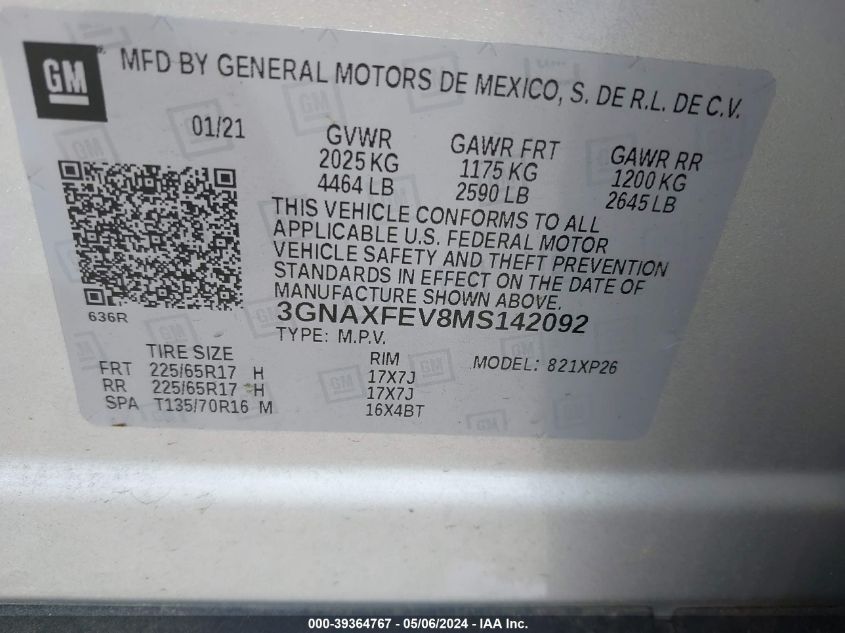 GM
MFD BY GENERAL MOTORS DE MEXICO, S. DE R.L. DE C.V.
01/21
GVWR
2025 KG
4464 LB
GAWR FRT
1175 KG
2590 LB
GAWR RR
1200 KG
2645 LB
THIS VEHICLE CONFORMS TO ALL
APPLICABLE U.S. FEDERAL MOTOR
VEHICLE SAFETY AND THEFT PREVENTION
STANDARDS IN EFFECT ON THE DATE OF
MANUFACTURE SHOWN ABOVE.
3GNAXFEV8MS142092
TYPE: M.P.V.
636R
TIRE SIZE
RIM
MODEL: 821XP26
FRT 225/65R17 H 17X7J
RR 225/65R17 H 17X7J
SPA T135/70R16 M 16X4BT
000-39364767 - 05/06/2024 - IAA Inc.